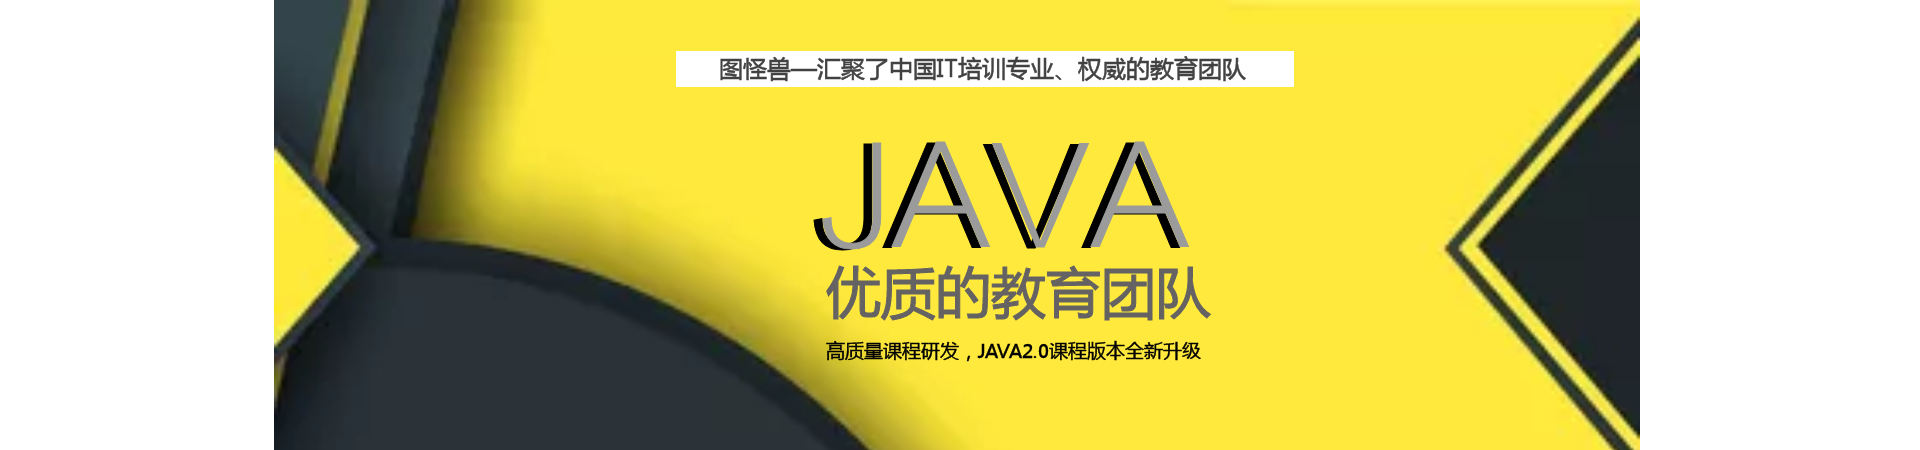 图怪兽—汇聚了中国IT培训专业、权威的教育团队
JAVA
优质的教育团队
高质量课程研发，JAVA2.0课程版本全新升级